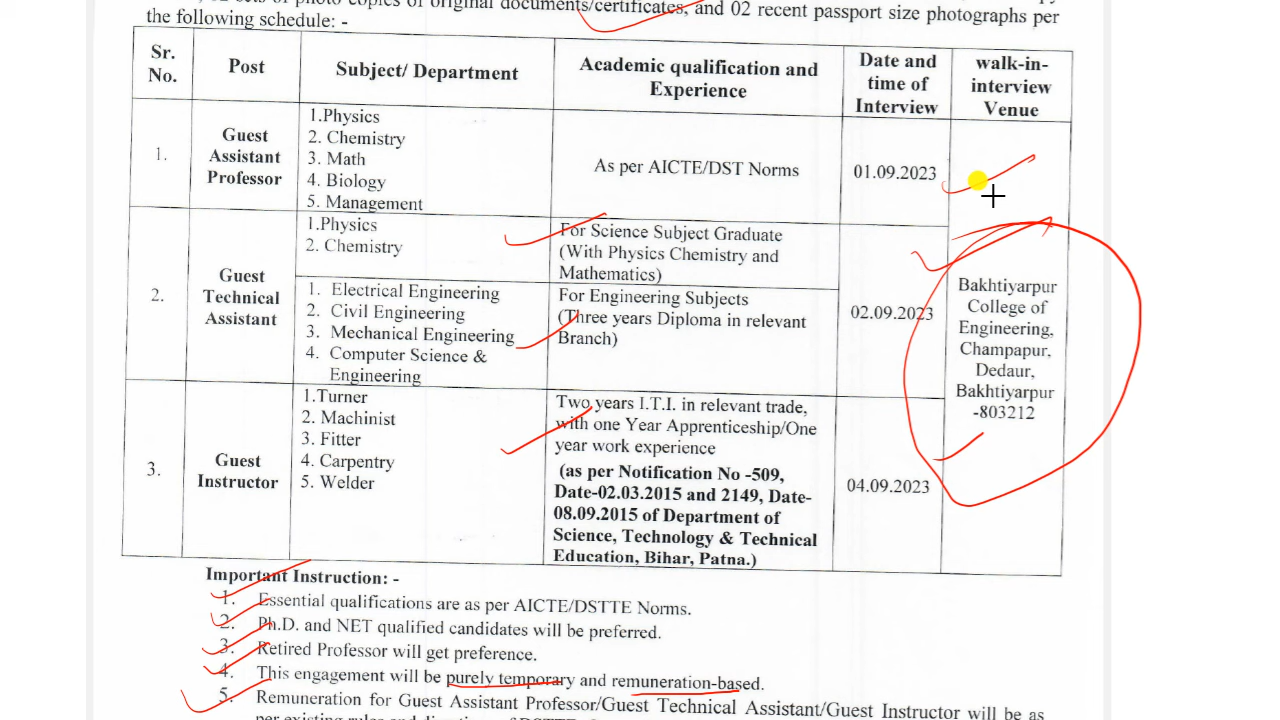 original documents/certificates, and 02 recent passport size photographs per
the following schedule: -
Sr. No.
Post
Subject/ Department
Academic qualification and Experience
Date and time of Interview
walk-in-interview Venue
1.
Guest Assistant Professor
1.Physics
2. Chemistry
3. Math
4. Biology
5. Management
As per AICTE/DST Norms
01.09.2023
2.
Guest Technical Assistant
1.Physics
2. Chemistry
For Science Subject Graduate
(With Physics Chemistry and
Mathematics)
1. Electrical Engineering
2. Civil Engineering
3. Mechanical Engineering
4. Computer Science &
Engineering
For Engineering Subjects
(Three years Diploma in relevant
Branch)
02.09.2023
Bakhtiyarpur
College of
Engineering,
Champapur,
Dedaur,
Bakhtiyarpur
-803212
3.
Guest Instructor
1.Turner
2. Machinist
3. Fitter
4. Carpentry
5. Welder
Two years I.T.I. in relevant trade,
with one Year Apprenticeship/One
year work experience
(as per Notification No -509,
Date-02.03.2015 and 2149, Date-
08.09.2015 of Department of
Science, Technology & Technical
Education, Bihar, Patna.)
04.09.2023
Important Instruction: -
1. Essential qualifications are as per AICTE/DSTTE Norms.
2. Ph.D. and NET qualified candidates will be preferred.
3. Retired Professor will get preference.
4. This engagement will be purely temporary and remuneration-based.
5. Remuneration for Guest Assistant Professor/Guest Technical Assistant/Guest Instructor will be as